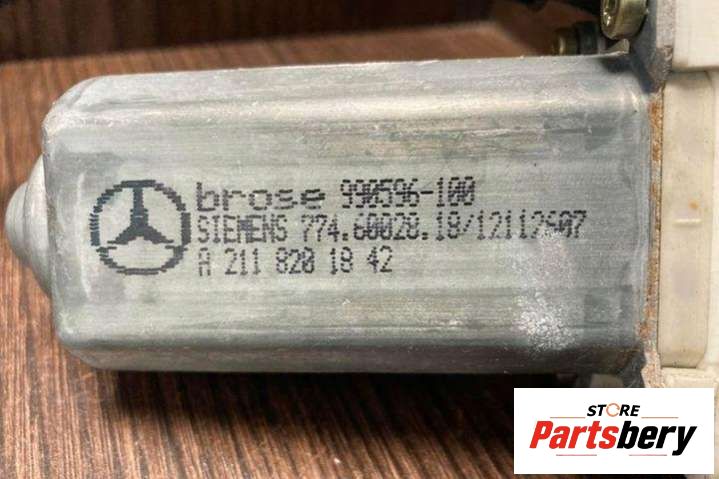 brose 990596-100
SIEMENS 774.60028.18/12112607
A 211 820 18 42
STORE
Partsbery